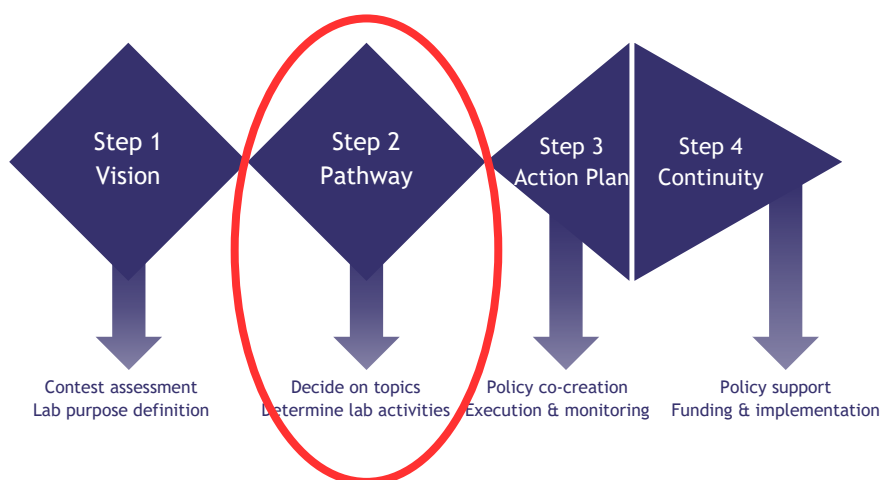 Step 1
Vision
Step 2
Pathway
Step 3
Action Plan
Step 4
Continuity
Contest assessment
Lab purpose definition
Decide on topics
Determine lab activities
Policy co-creation
Execution & monitoring
Policy support
Funding & implementation